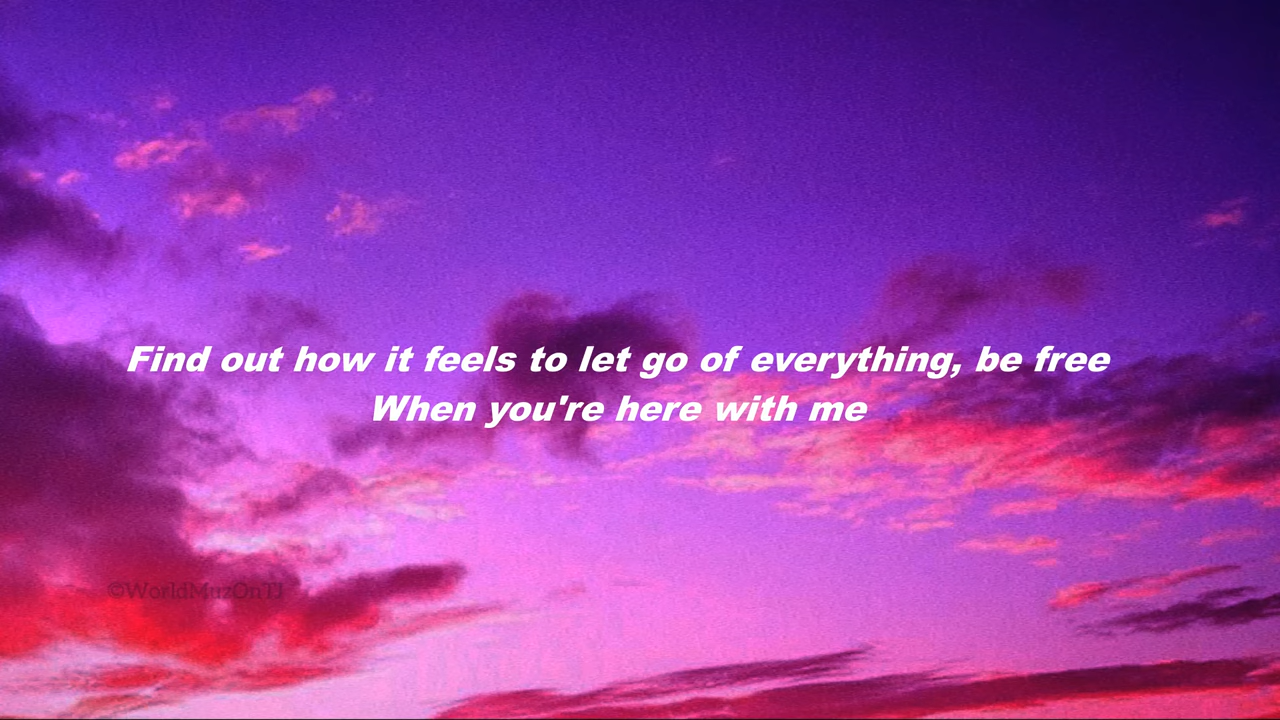 Find out how it feels to let go of everything, be free
When you're here with me
©WorldMuzOnTJ